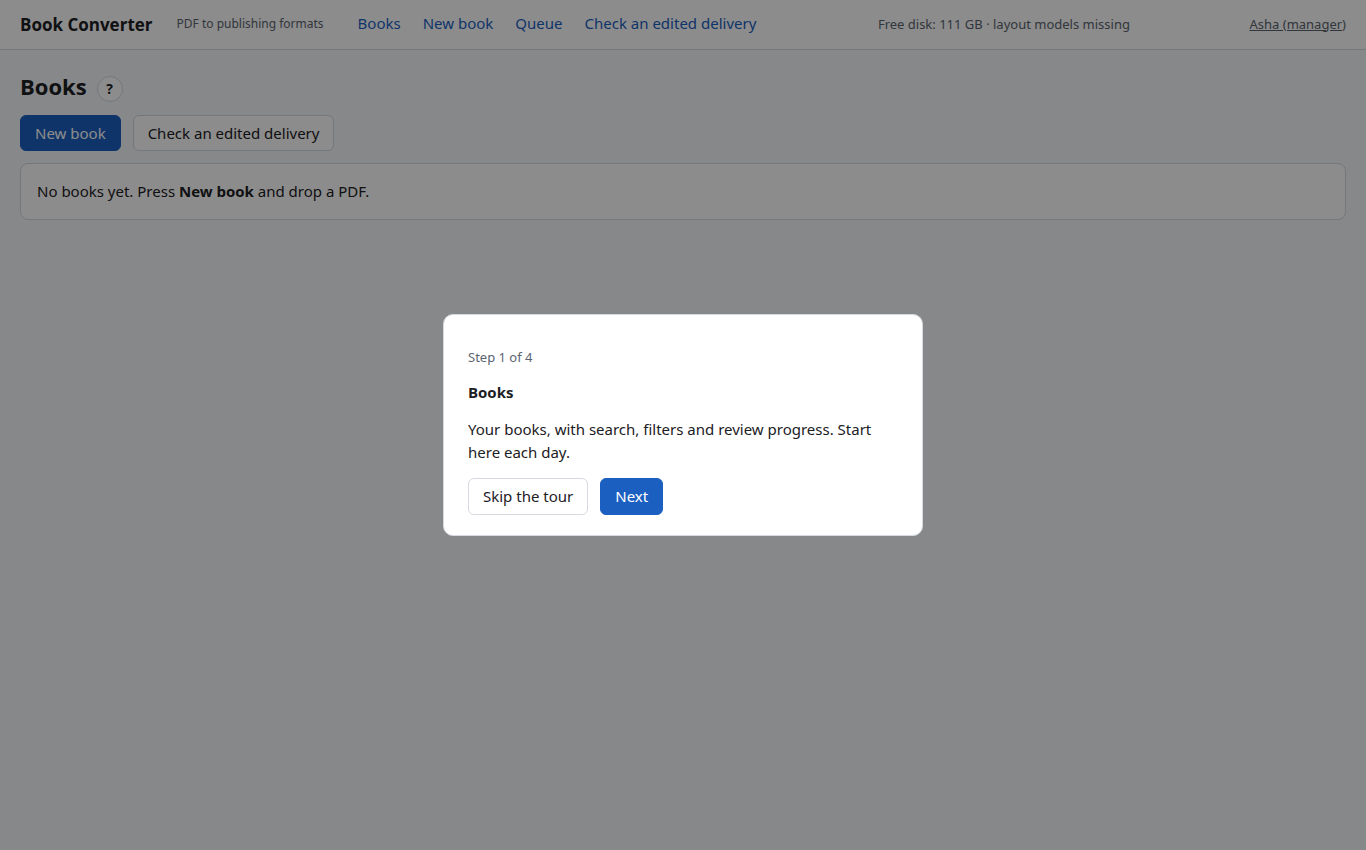 Book Converter PDF to publishing formats Books New book Queue Check an edited delivery Free disk: 111 GB · layout models missing Asha (manager)
Books ?
New book Check an edited delivery
No books yet. Press New book and drop a PDF.
Step 1 of 4
Books
Your books, with search, filters and review progress. Start
here each day.
Skip the tour Next